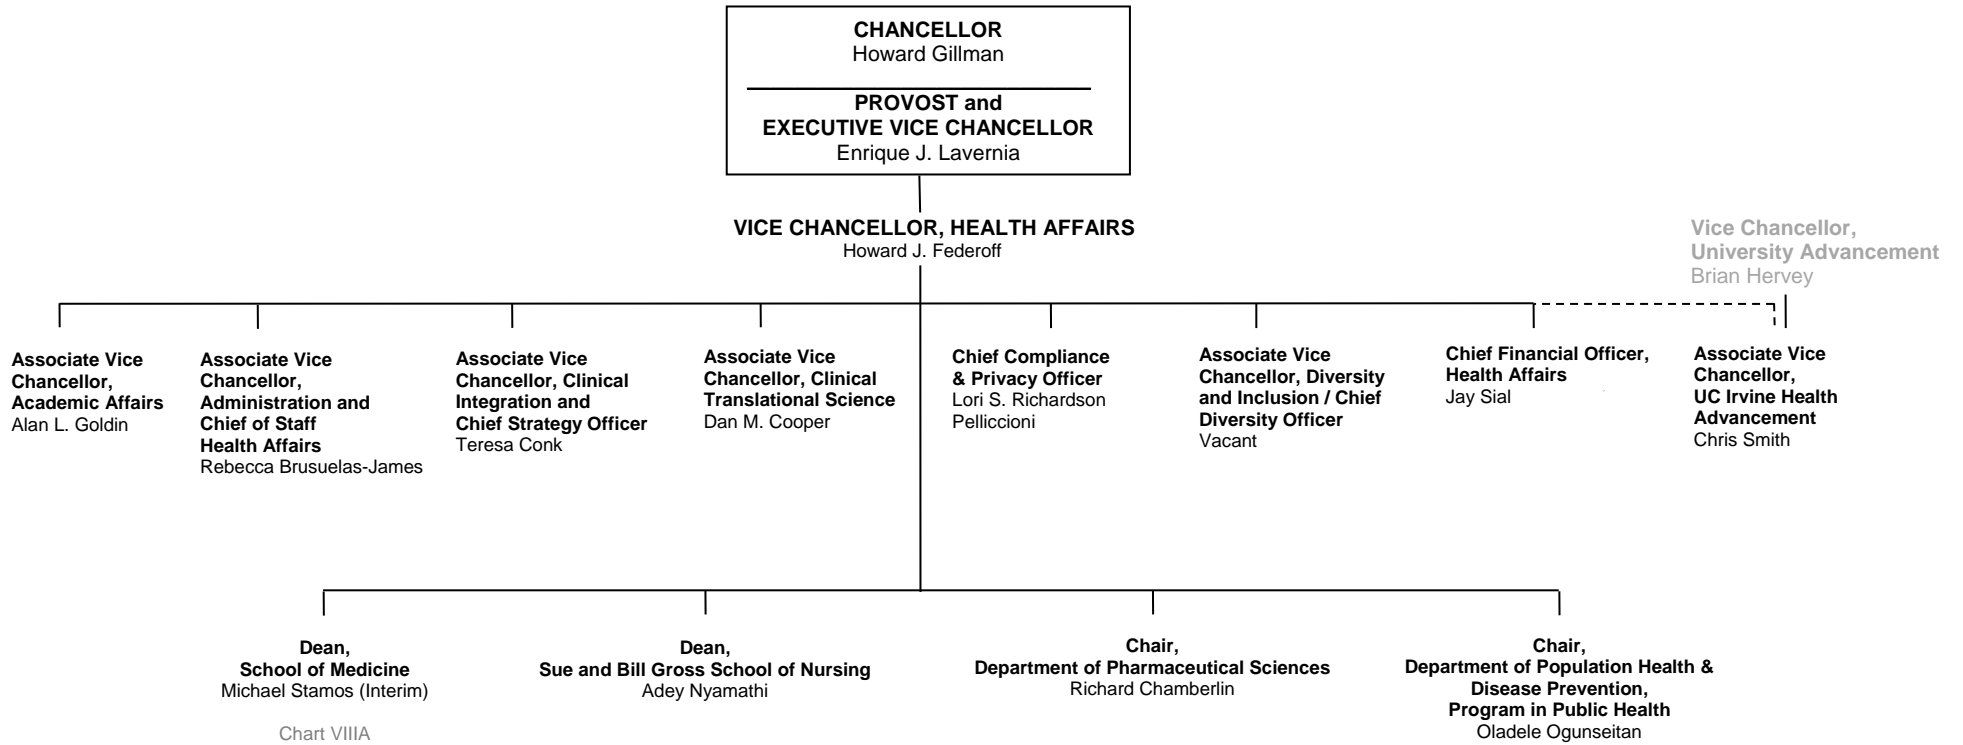 CHANCELLOR
Howard Gillman
PROVOST and
EXECUTIVE VICE CHANCELLOR
Enrique J. Lavernia
VICE CHANCELLOR, HEALTH AFFAIRS
Howard J. Federoff
Vice Chancellor,
University Advancement
Brian Hervey
Associate Vice
Chancellor,
Academic Affairs
Alan L. Goldin
Associate Vice
Chancellor,
Administration and
Chief of Staff
Health Affairs
Rebecca Brusuelas-James
Associate Vice
Chancellor, Clinical
Integration and
Chief Strategy Officer
Teresa Conk
Associate Vice
Chancellor, Clinical
Translational Science
Dan M. Cooper
Chief Compliance
& Privacy Officer
Lori S. Richardson
Pelliccioni
Associate Vice
Chancellor, Diversity
and Inclusion / Chief
Diversity Officer
Vacant
Chief Financial Officer,
Health Affairs
Jay Sial
Associate Vice
Chancellor,
UC Irvine Health
Advancement
Chris Smith
Dean,
School of Medicine
Michael Stamos (Interim)
Chart VIIIA
Dean,
Sue and Bill Gross School of Nursing
Adey Nyamathi
Chair,
Department of Pharmaceutical Sciences
Richard Chamberlin
Chair,
Department of Population Health &
Disease Prevention,
Program in Public Health
Oladele Ogunseitan